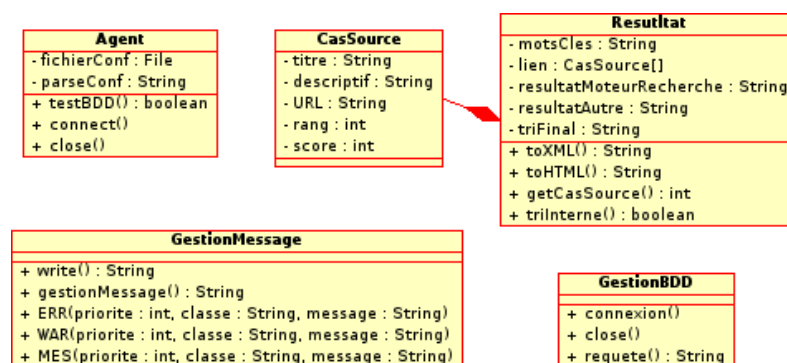 Agent
- fichierConf : File
- parseConf : String
+ testBDD() : boolean
+ connect()
+ close()
CasSource
- titre : String
- descriptif : String
- URL : String
- rang : int
- score : int
Resutltat
- motsCles : String
- lien : CasSource[]
- resultatMoteurRecherche : String
- resultatAutre : String
- triFinal : String
+ toXML() : String
+ toHTML() : String
+ getCasSource() : int
+ triInterne() : boolean
GestionMessage
+ write() : String
+ gestionMessage() : String
+ ERR(priorite : int, classe : String, message : String)
+ WAR(priorite : int, classe : String, message : String)
+ MES(priorite : int, classe : String, message : String)
GestionBDD
+ connexion()
+ close()
+ requete() : String